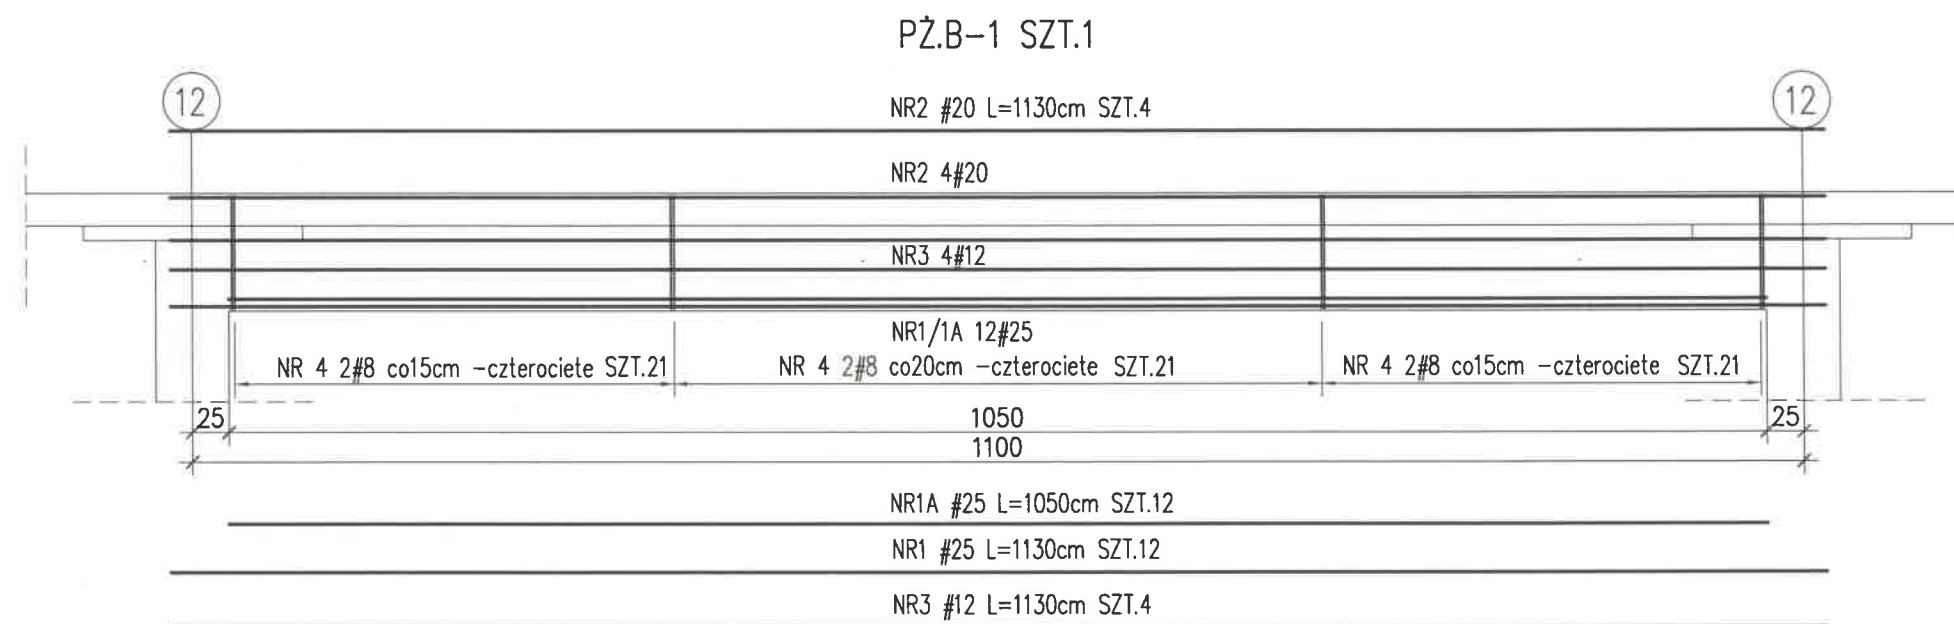 PŻ.B-1 SZT.1
12
12
NR2 #20 L=1130cm SZT.4
NR2 4#20
NR3 4#12
NR1/1A 12#25
NR 4 2#8 co15cm -czterociete SZT.21
NR 4 2#8 co20cm -czterociete SZT.21
NR 4 2#8 co15cm -czterociete SZT.21
25
1050
25
1100
NR1A #25 L=1050cm SZT.12
NR1 #25 L=1130cm SZT.12
NR3 #12 L=1130cm SZT.4